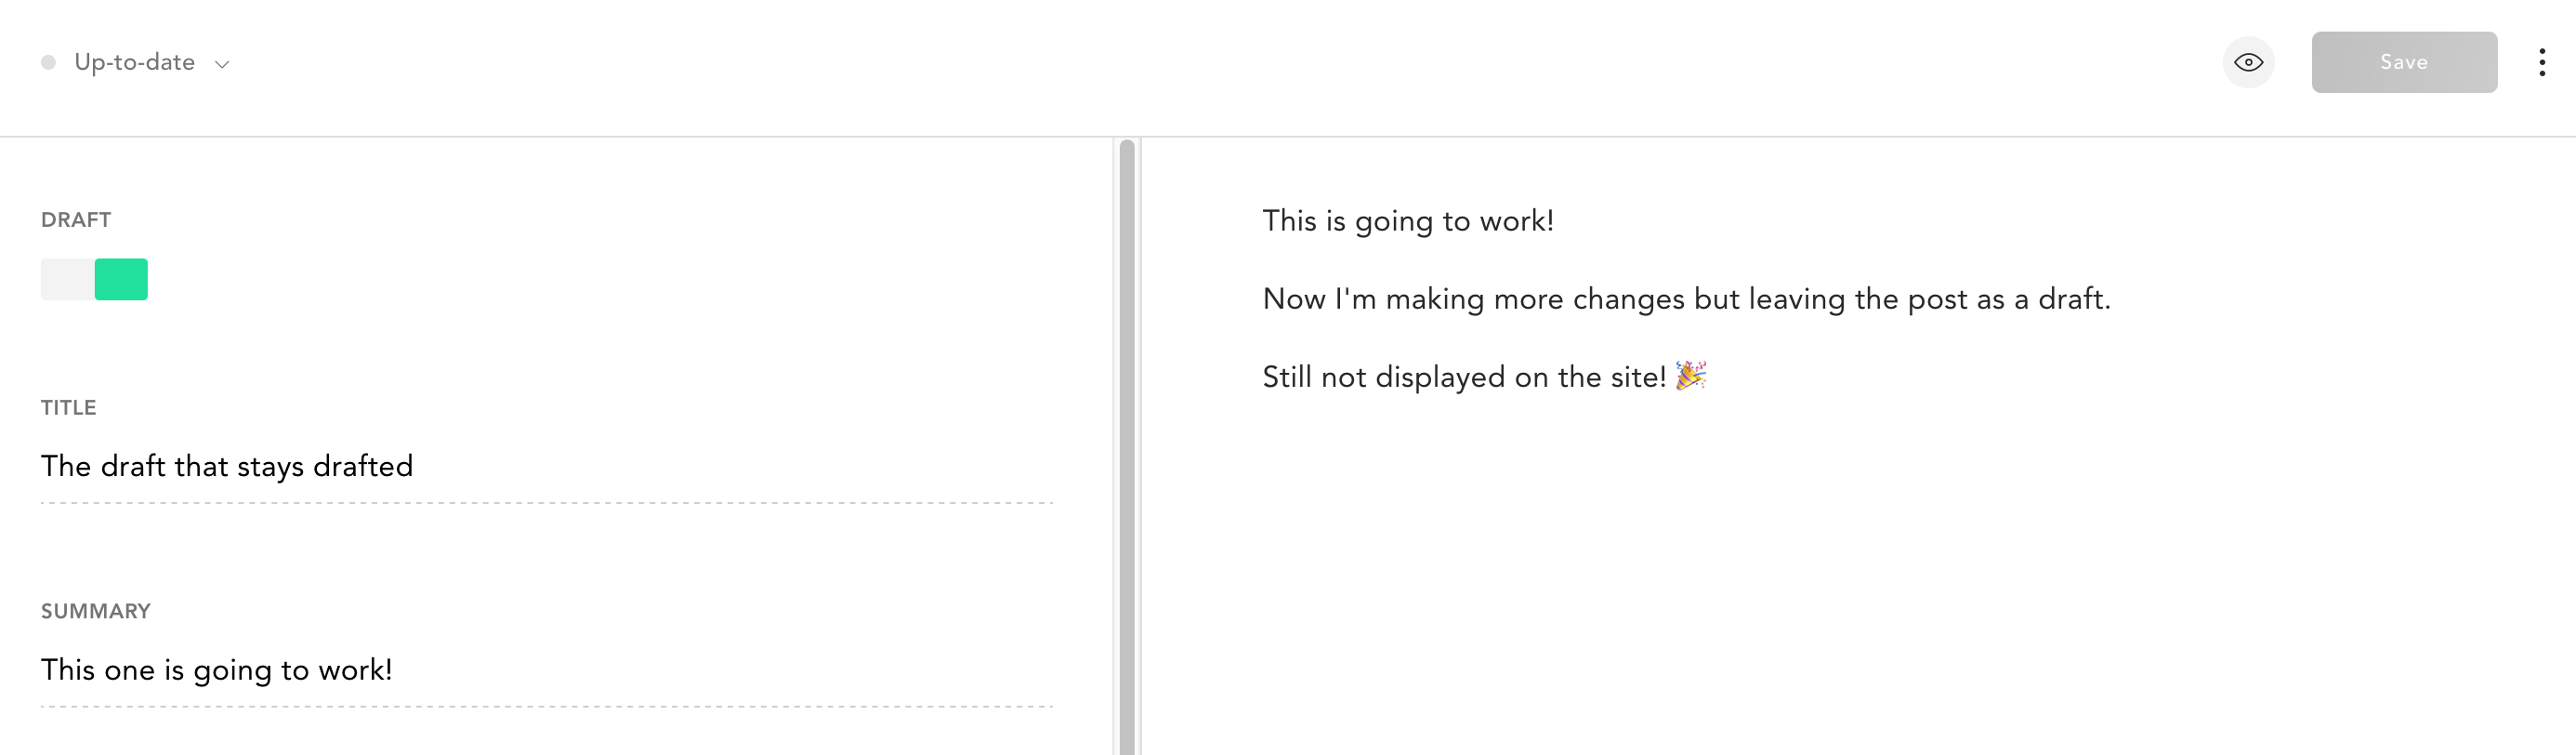 Up-to-date
Save
DRAFT
TITLE
The draft that stays drafted
SUMMARY
This one is going to work!
This is going to work!
Now I'm making more changes but leaving the post as a draft.
Still not displayed on the site! 🎉